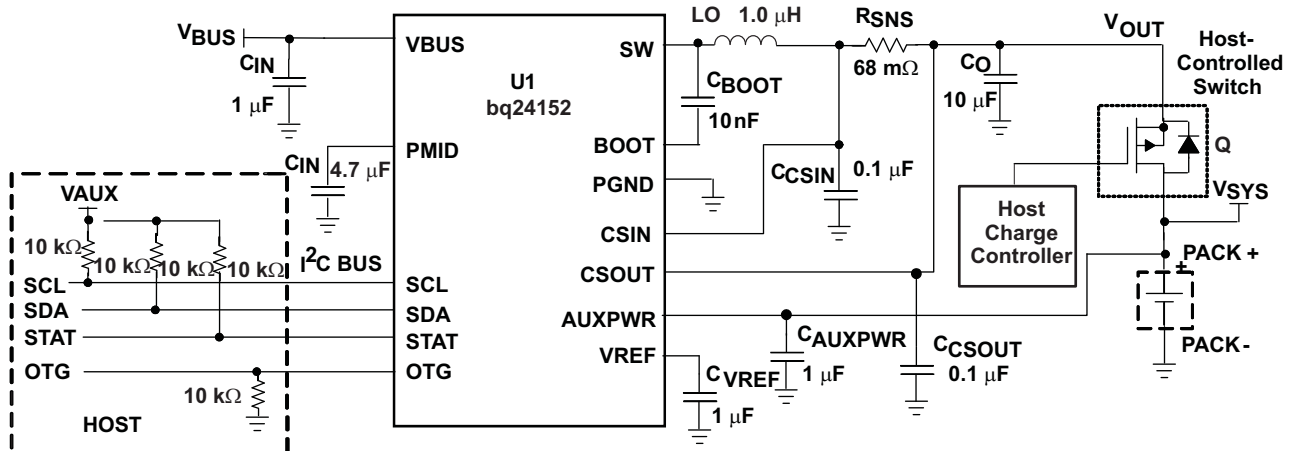 LO 1.0 μH
RSNS
VOUT
Host-
Controlled
Switch
VBUS
CIN
1 μF
VBUS
SW
68 mΩ
CO
10 μF
U1
bq24152
CBOOT
10nF
Q
CIN
4.7 μF
PMID
BOOT
PGND
CCSIN
0.1 μF
VSYS
Host
Charge
Controller
VAUX
10 kΩ
10 kΩ
10 kΩ
I2C BUS
CSIN
CSOUT
PACK +
+
SCL
SCL
SDA
SDA
AUXPWR
STAT
STAT
CAUXPWR
1 μF
CCSOUT
0.1 μF
PACK-
OTG
OTG
VREF
CVREF
1 μF
10 kΩ
HOST